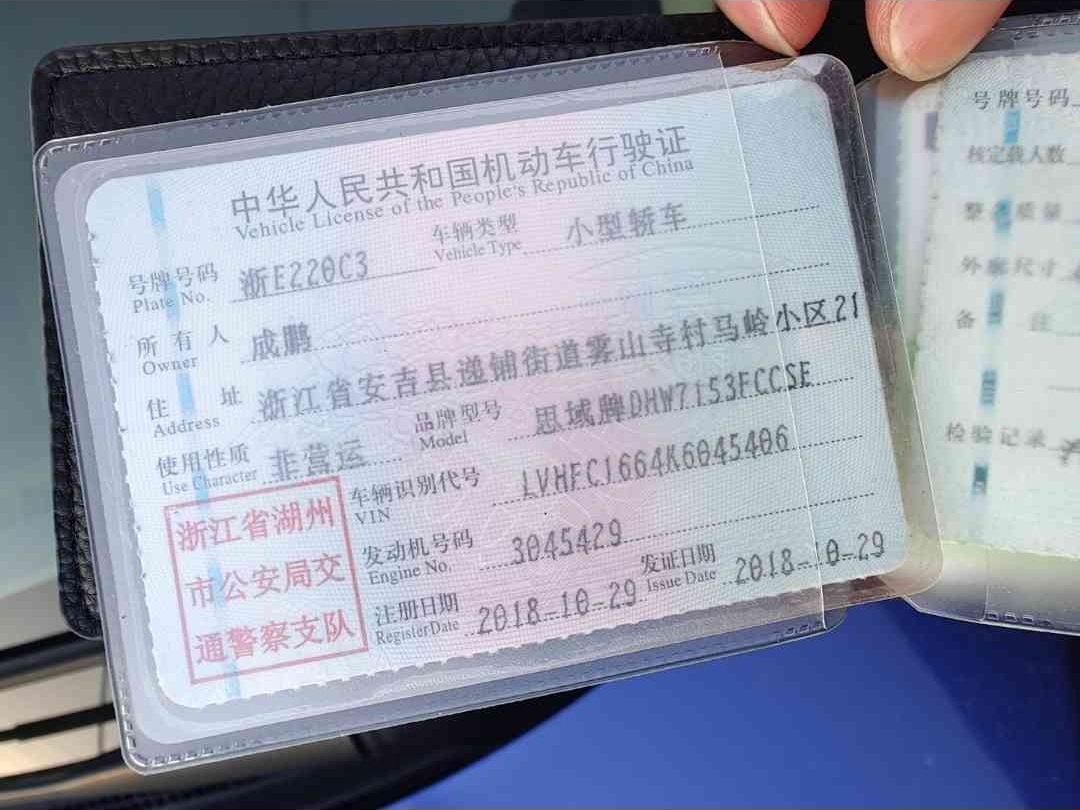 中华人民共和国机动车行驶证
Vehicle License of the People's Republic of China
号牌号码 浙E220C3 车辆类型 小型轿车
Plate No. Vehicle Type
所有人 成鹏
Owner
住址 浙江省安吉县递铺街道雾山寺村马岭小区21
Address
使用性质 非营运 品牌型号 思域牌DHW7153FCCSE
Use Character Model
车辆识别代号 LVHFC1664K6045406
VIN
发动机号码 3045429 发证日期 2018-10-29
Engine No. Issue Date
注册日期 2018-10-29
Register Date
浙江省湖州
市公安局交
通警察支队
号牌号码
核定载人数
整备质量
外廓尺寸
备注
检验记录